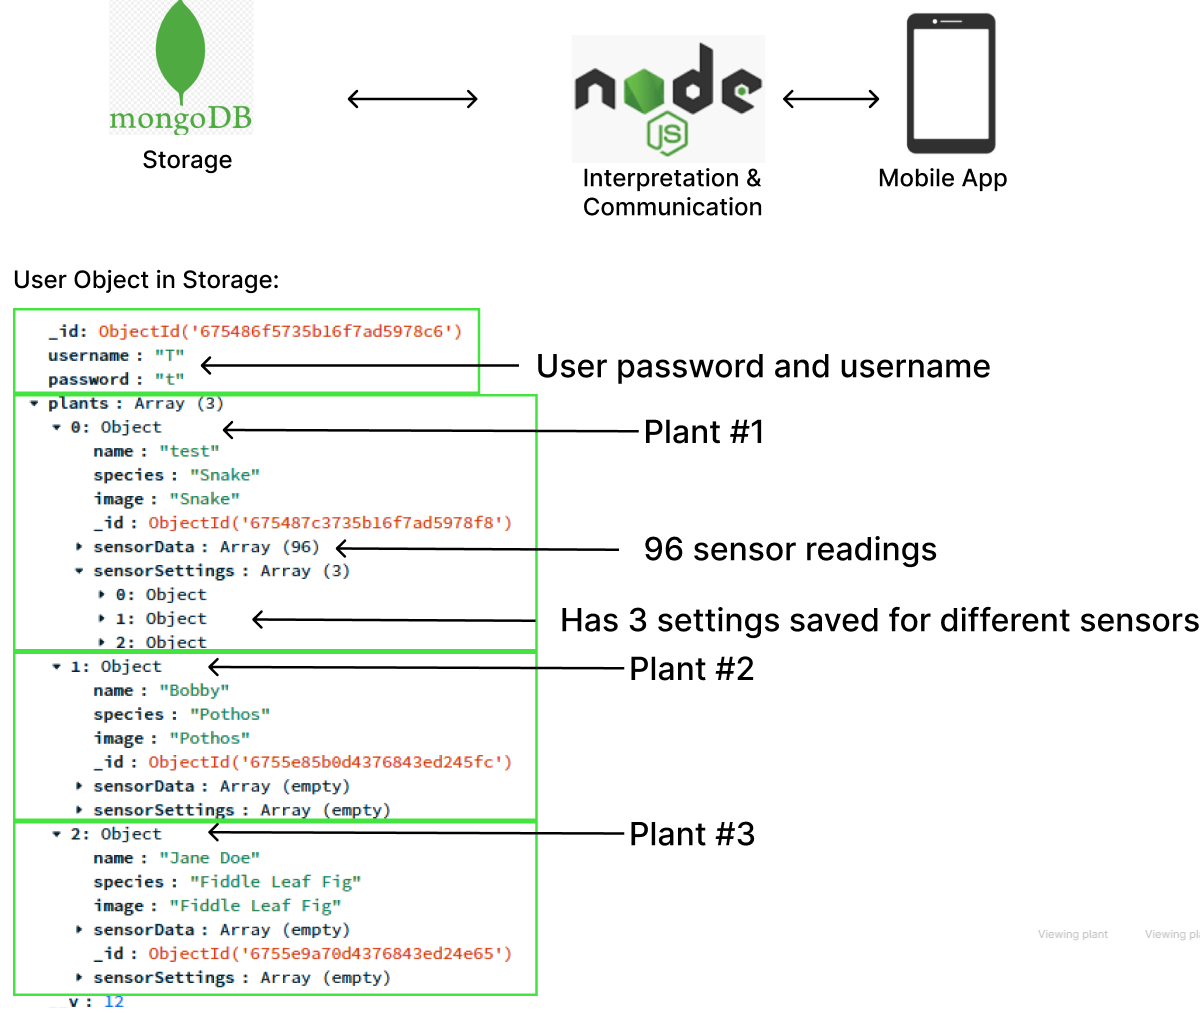 mongoDB
Storage
node
JS
Interpretation &
Communication
Mobile App
User Object in Storage:
_id: ObjectId('675486f5735b16f7ad5978c6')
username : "T"
password : "t"
User password and username
plants : Array (3)
0: Object
Plant #1
name : "test"
species : "Snake"
image : "Snake"
_id : ObjectId('675487c3735b16f7ad5978f8')
sensorData : Array (96)
96 sensor readings
sensorSettings : Array (3)
0: Object
1: Object
Has 3 settings saved for different sensors
2: Object
1: Object
Plant #2
name : "Bobby"
species : "Pothos"
image : "Pothos"
_id : ObjectId('6755e85b0d4376843ed245fc')
sensorData : Array (empty)
sensorSettings : Array (empty)
2: Object
Plant #3
name : "Jane Doe"
species : "Fiddle Leaf Fig"
image : "Fiddle Leaf Fig"
sensorData : Array (empty)
_id : ObjectId('6755e9a70d4376843ed24e65')
sensorSettings : Array (empty)
__v : 12
Viewing plant
Viewing pl